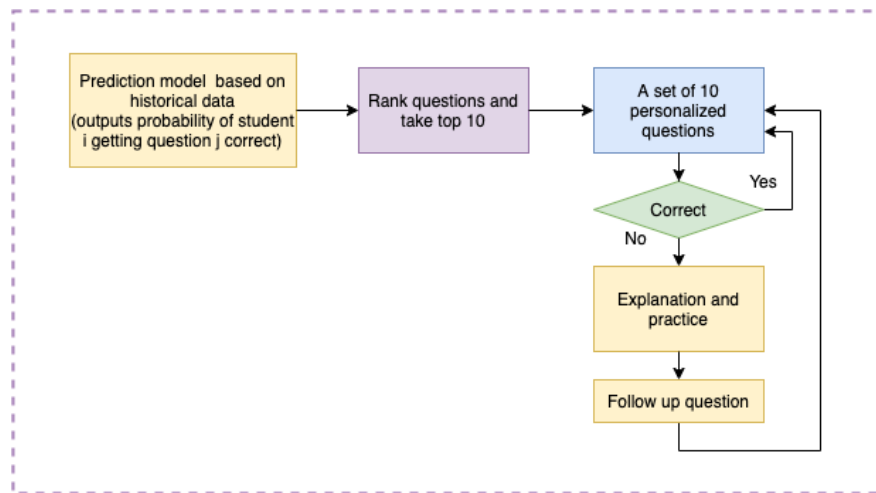 Prediction model based on
historical data
(outputs probability of student
i getting question j correct)
Rank questions and
take top 10
A set of 10
personalized
questions
Yes
Correct
No
Explanation and
practice
Follow up question